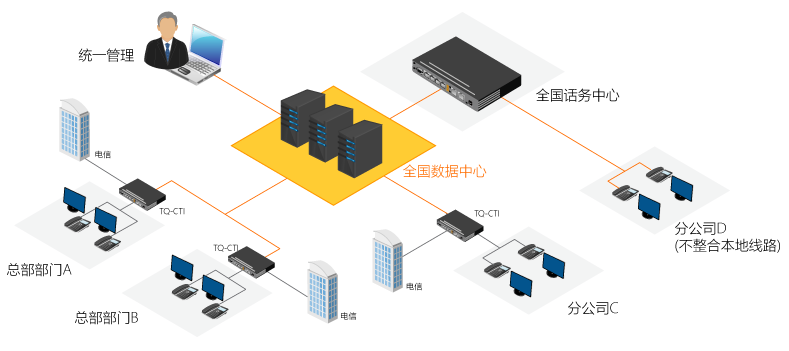 统一管理
全国话务中心
电信
全国数据中心
TQ-CTI
TQ-CTI
分公司D
(不整合本地线路)
TQ-CTI
总部部门A
电信
分公司C
总部部门B
电信